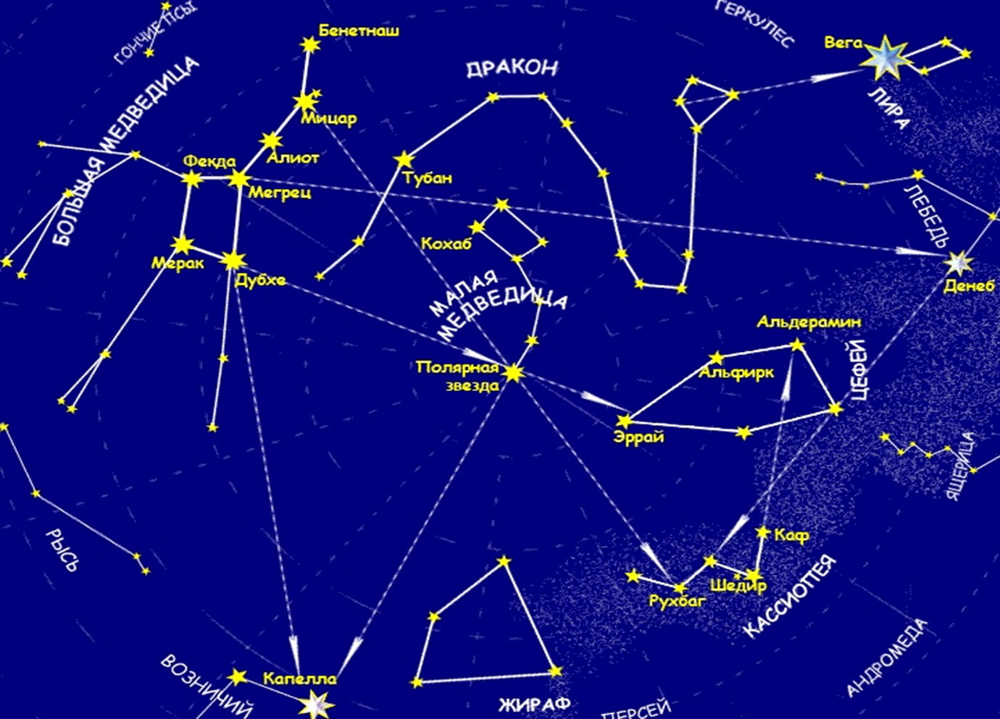 ГОНЧИЕ ПСЫ
ГЕРКУЛЕС
Бенетнаш
Вега
БОЛЬШАЯ МЕДВЕДИЦА
ДРАКОН
ЛИРА
Мицар
Алиот
Фекда
Мегрец
Тубан
ЛЕБЕДЬ
Кохаб
Мерак
Дубхе
Денеб
МАЛАЯ
МЕДВЕДИЦА
Альдерамин
ЦЕФЕЙ
Полярная
звезда
Альфирк
Эррай
ЯЩЕРИЦА
РЫСЬ
Каф
Шедир
Рухбаг
КАССИОПЕЯ
АНДРОМЕДА
ВОЗНИЧИЙ
Капелла
ЖИРАФ
ПЕРСЕЙ